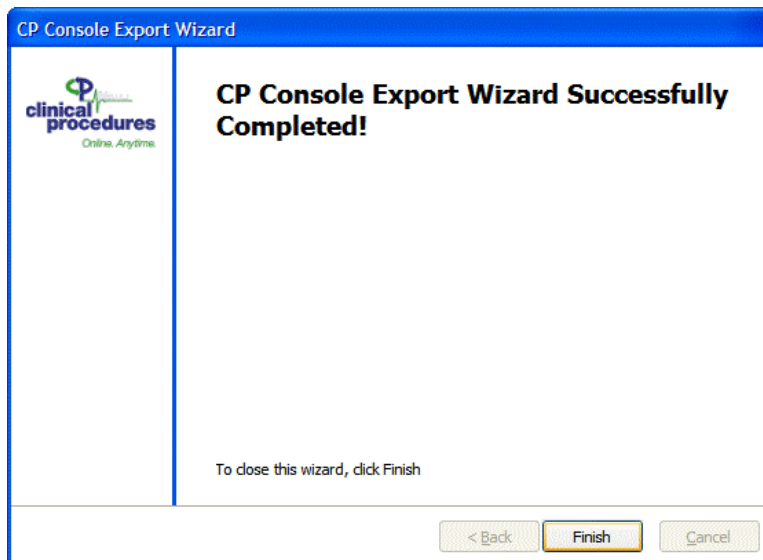 CP Console Export Wizard
CP
clinical
procedures
Online. Anytime.
CP Console Export Wizard Successfully
Completed!
To close this wizard, click Finish
< Back
Finish
Cancel